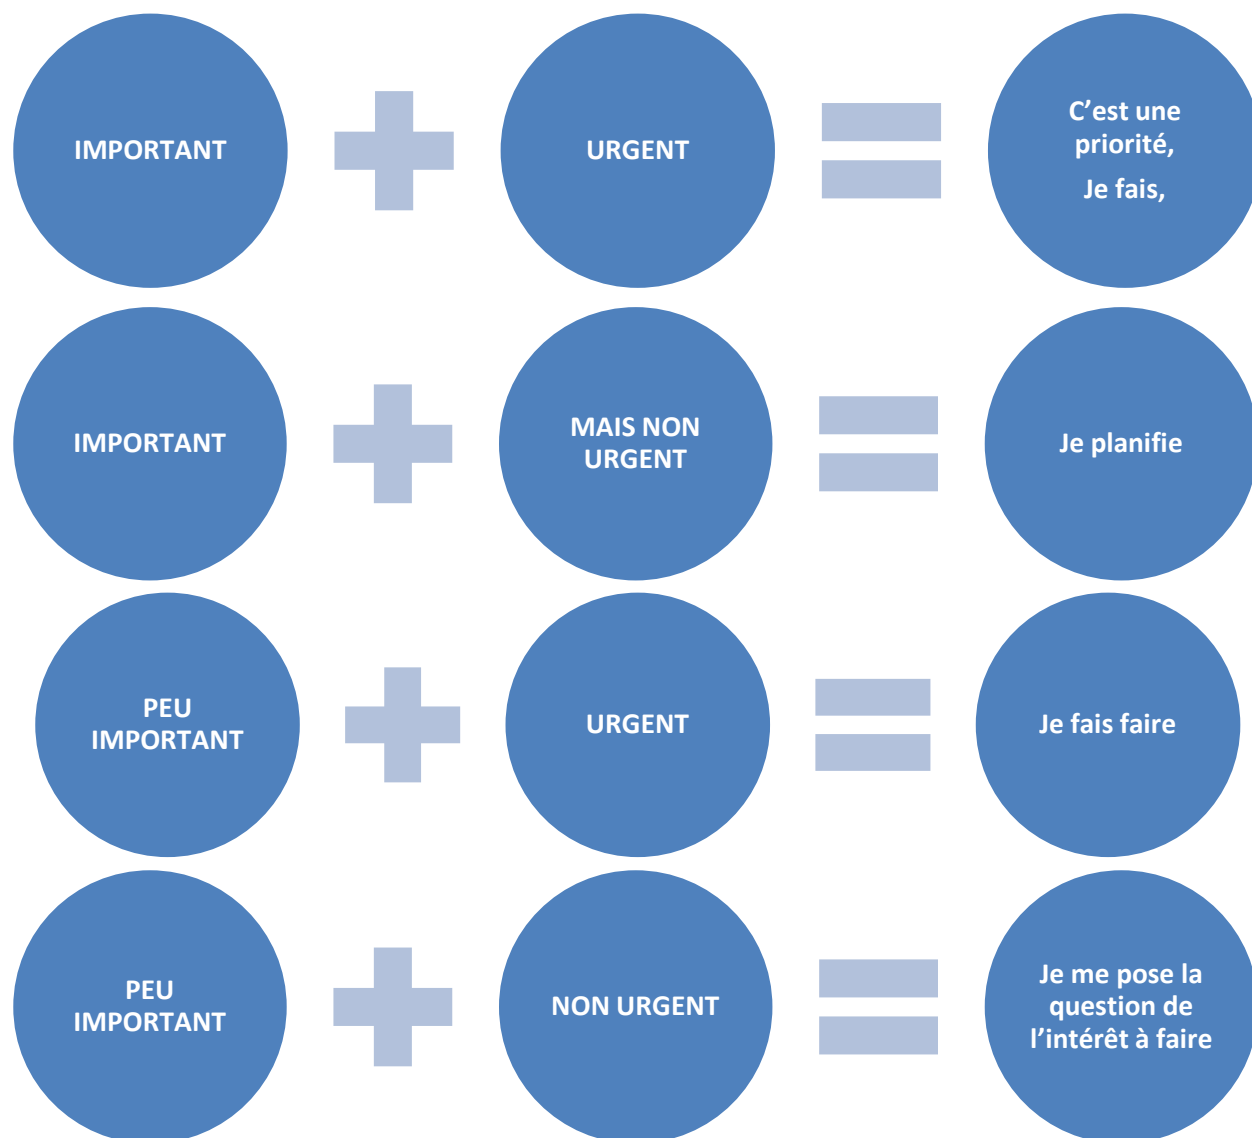 IMPORTANT
URGENT
C’est une
priorité,
Je fais,
IMPORTANT
MAIS NON
URGENT
Je planifie
PEU
IMPORTANT
URGENT
Je fais faire
PEU
IMPORTANT
NON URGENT
Je me pose la
question de
l’intérêt à faire